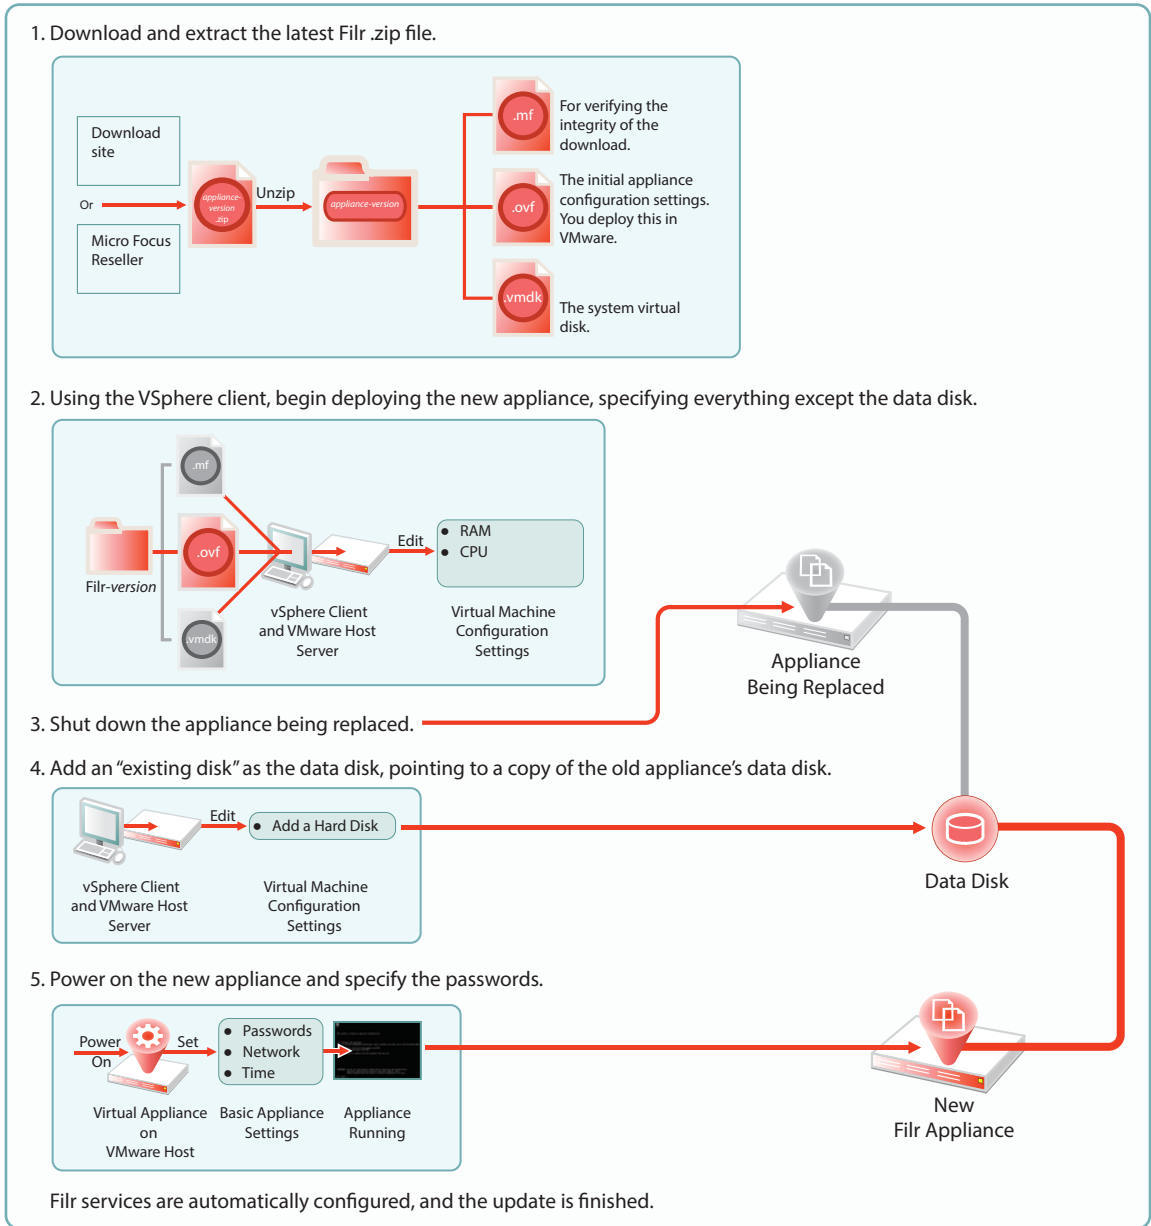 1. Download and extract the latest Filr .zip file.
Download
site
Or
Micro Focus
Reseller
appliance-
version
.zip
Unzip
appliance-version
.mf
For verifying the
integrity of the
download.
.ovf
The initial appliance
configuration settings.
You deploy this in
VMware.
.vmdk
The system virtual
disk.
2. Using the VSphere client, begin deploying the new appliance, specifying everything except the data disk.
.mf
.ovf
.vmdk
Filr-version
vSphere Client
and VMware Host
Server
Edit
● RAM
● CPU
Virtual Machine
Configuration
Settings
Appliance
Being Replaced
3. Shut down the appliance being replaced.
4. Add an “existing disk” as the data disk, pointing to a copy of the old appliance’s data disk.
Edit
● Add a Hard Disk
vSphere Client
and VMware Host
Server
Virtual Machine
Configuration
Settings
Data Disk
5. Power on the new appliance and specify the passwords.
Power
On
Set
● Passwords
● Network
● Time
Virtual Appliance
on
VMware Host
Basic Appliance
Settings
Appliance
Running
New
Filr Appliance
Filr services are automatically configured, and the update is finished.